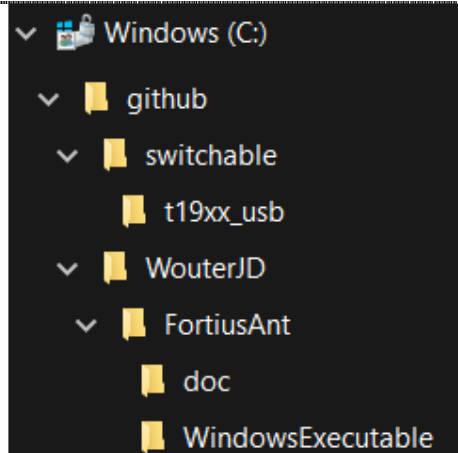 Windows (C:)
github
switchable
t19xx_usb
WouterJD
FortiusAnt
doc
WindowsExecutable